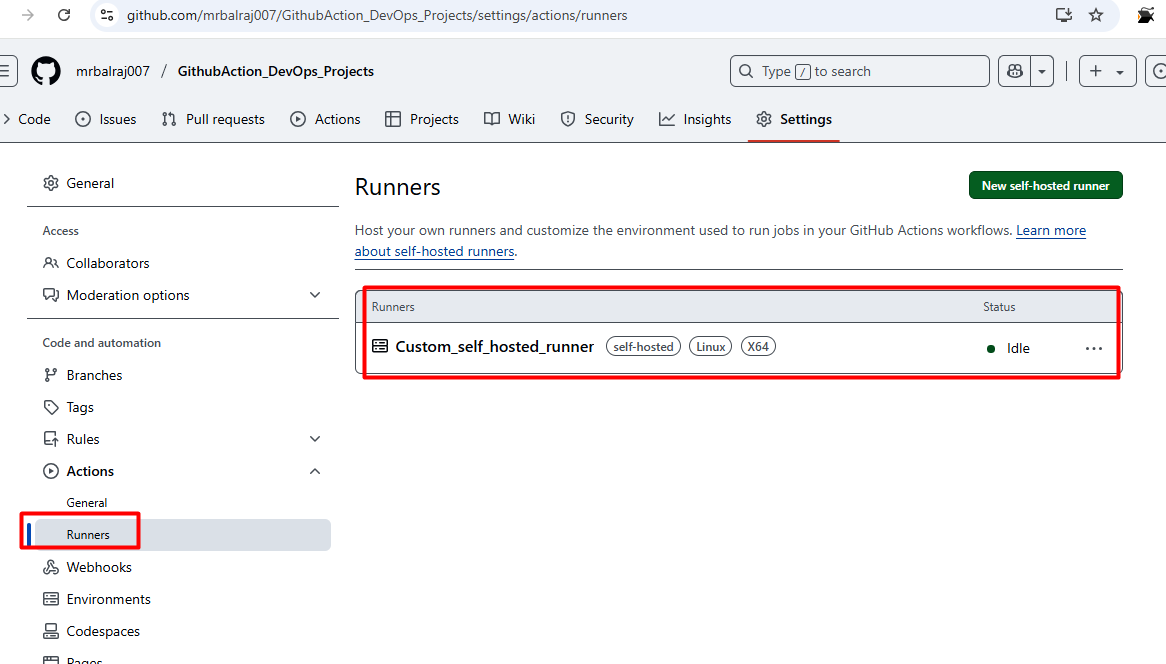 github.com/mrbalraj007/GithubAction_DevOps_Projects/settings/actions/runners
mrbalraj007 / GithubAction_DevOps_Projects
Type / to search
Code Issues Pull requests Actions Projects Wiki Security Insights Settings
General
Access
Collaborators
Moderation options
Code and automation
Branches
Tags
Rules
Actions
General
Runners
Webhooks
Environments
Codespaces
Pages
Runners
New self-hosted runner
Host your own runners and customize the environment used to run jobs in your GitHub Actions workflows. Learn more
about self-hosted runners.
Runners Status
Custom_self_hosted_runner self-hosted Linux X64 Idle